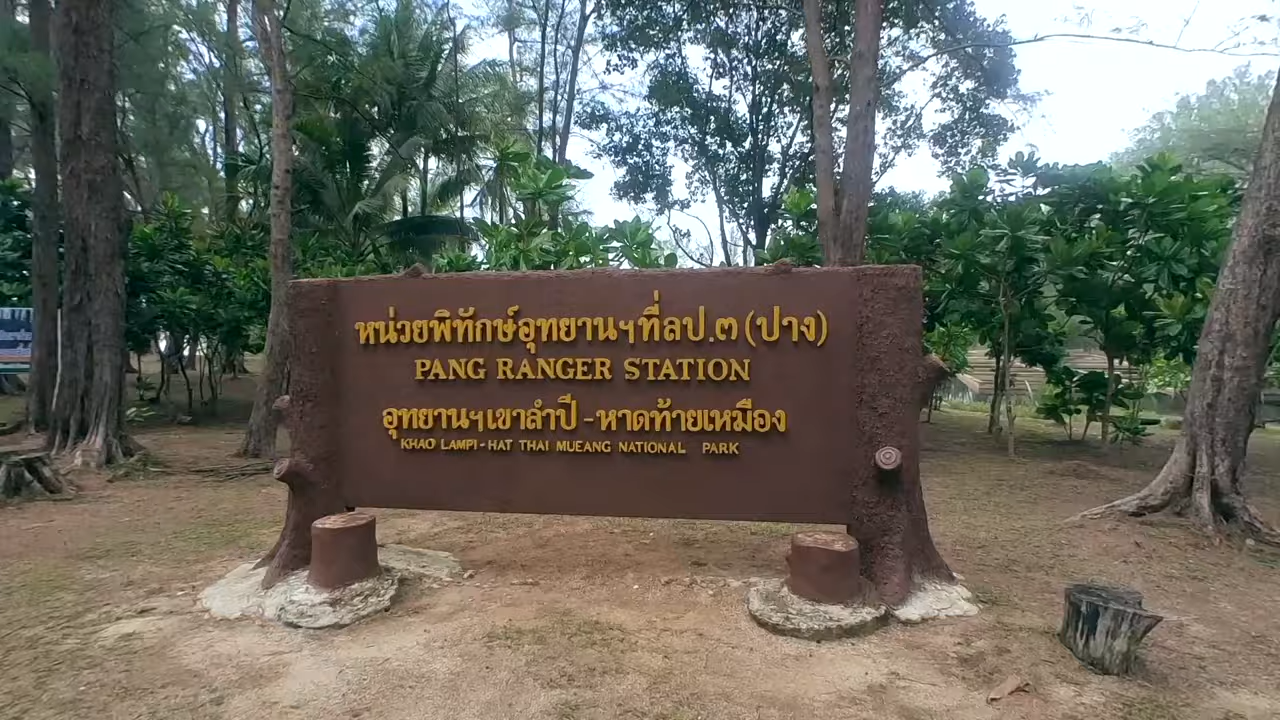 หน่วยพิทักษ์อุทยานฯที่ลป.๓(ปาง)
PANG RANGER STATION
อุทยานฯเขาลำปี-หาดท้ายเหมือง
KHAO LAMPI-HAT THAI MUEANG NATIONAL PARK